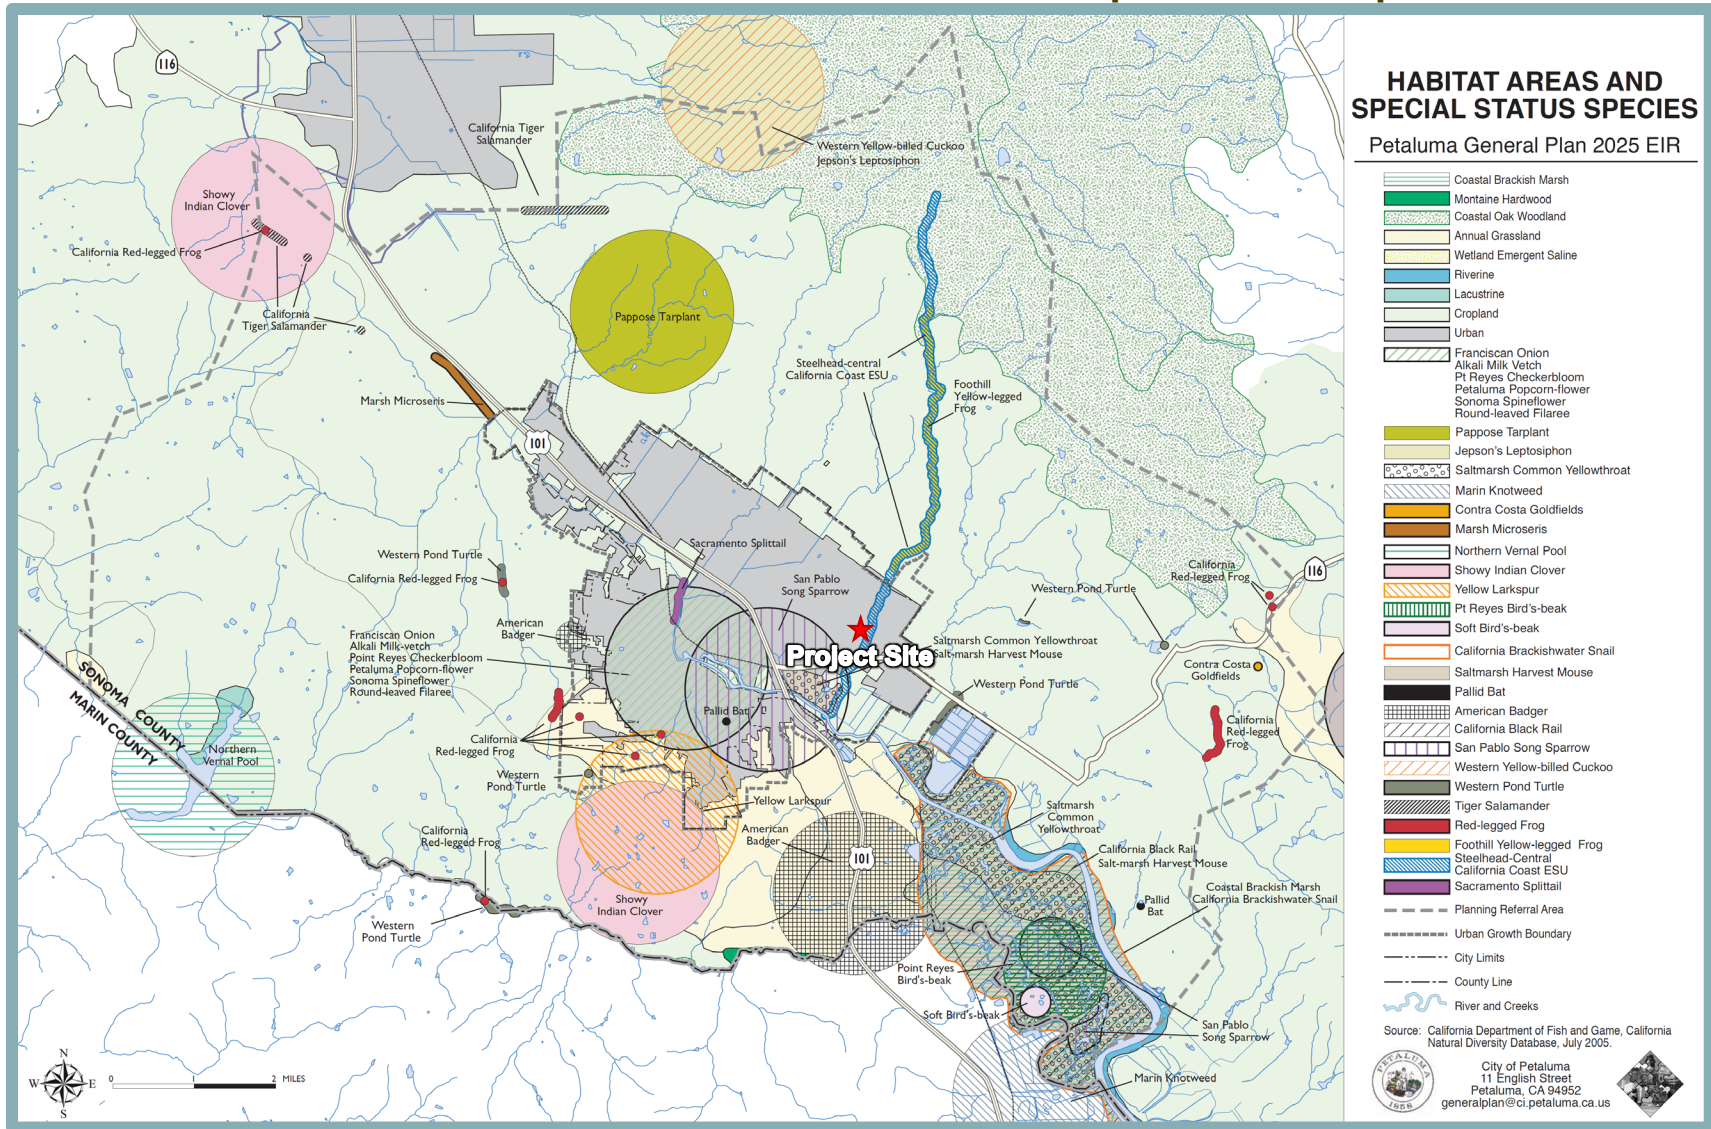 HABITAT AREAS AND
SPECIAL STATUS SPECIES
Petaluma General Plan 2025 EIR
Coastal Brackish Marsh
Montaine Hardwood
Coastal Oak Woodland
Annual Grassland
Wetland Emergent Saline
Riverine
Lacustrine
Cropland
Urban
Franciscan Onion
Alkali Milk Vetch
Pt Reyes Checkerbloom
Petaluma Popcorn-flower
Sonoma Spineflower
Round-leaved Filaree
Pappose Tarplant
Jepson's Leptosiphon
Saltmarsh Common Yellowthroat
Marin Knotweed
Contra Costa Goldfields
Marsh Microseris
Northern Vernal Pool
Showy Indian Clover
Yellow Larkspur
Pt Reyes Bird's-beak
Soft Bird's-beak
California Brackishwater Snail
Saltmarsh Harvest Mouse
Pallid Bat
American Badger
California Black Rail
San Pablo Song Sparrow
Western Yellow-billed Cuckoo
Western Pond Turtle
Tiger Salamander
Red-legged Frog
Foothill Yellow-legged Frog
Steelhead-Central
California Coast ESU
Sacramento Splittail
Planning Referral Area
Urban Growth Boundary
City Limits
County Line
River and Creeks
Source: California Department of Fish and Game, California
Natural Diversity Database, July 2005.
PETALUMA
1858
City of Petaluma
11 English Street
Petaluma, CA 94952
generalplan@ci.petaluma.ca.us
116
California Tiger
Salamander
Western Yellow-billed Cuckoo
Jepson's Leptosiphon
Showy
Indian Clover
California Red-legged Frog
California
Tiger Salamander
Pappose Tarplant
Marsh Microseris
Steelhead-central
California Coast ESU
Foothill
Yellow-legged
Frog
101
Sacramento Splittail
Western Pond Turtle
California Red-legged Frog
San Pablo
Song Sparrow
California
Red-legged Frog
116
Western Pond Turtle
American
Badger
Franciscan Onion
Alkali Milk-vetch
Point Reyes Checkerbloom
Petaluma Popcorn-flower
Sonoma Spineflower
Round-leaved Filaree
Project Site
Saltmarsh Common Yellowthroat
Salt-marsh Harvest Mouse
Contra Costa
Goldfields
Western Pond Turtle
SONOMA COUNTY
MARIN COUNTY
Northern
Vernal Pool
Pallid Bat
California
Red-legged Frog
California
Red-legged
Frog
Western
Pond Turtle
Yellow Larkspur
American
Badger
Saltmarsh
Common
Yellowthroat
California
Red-legged Frog
101
California Black Rail
Salt-marsh Harvest Mouse
Coastal Brackish Marsh
California Brackishwater Snail
Pallid
Bat
Showy
Indian Clover
Western
Pond Turtle
Point Reyes
Bird's-beak
Soft Bird's-beak
San Pablo
Song Sparrow
Marin Knotweed
N
W E
S
0 1 2 MILES